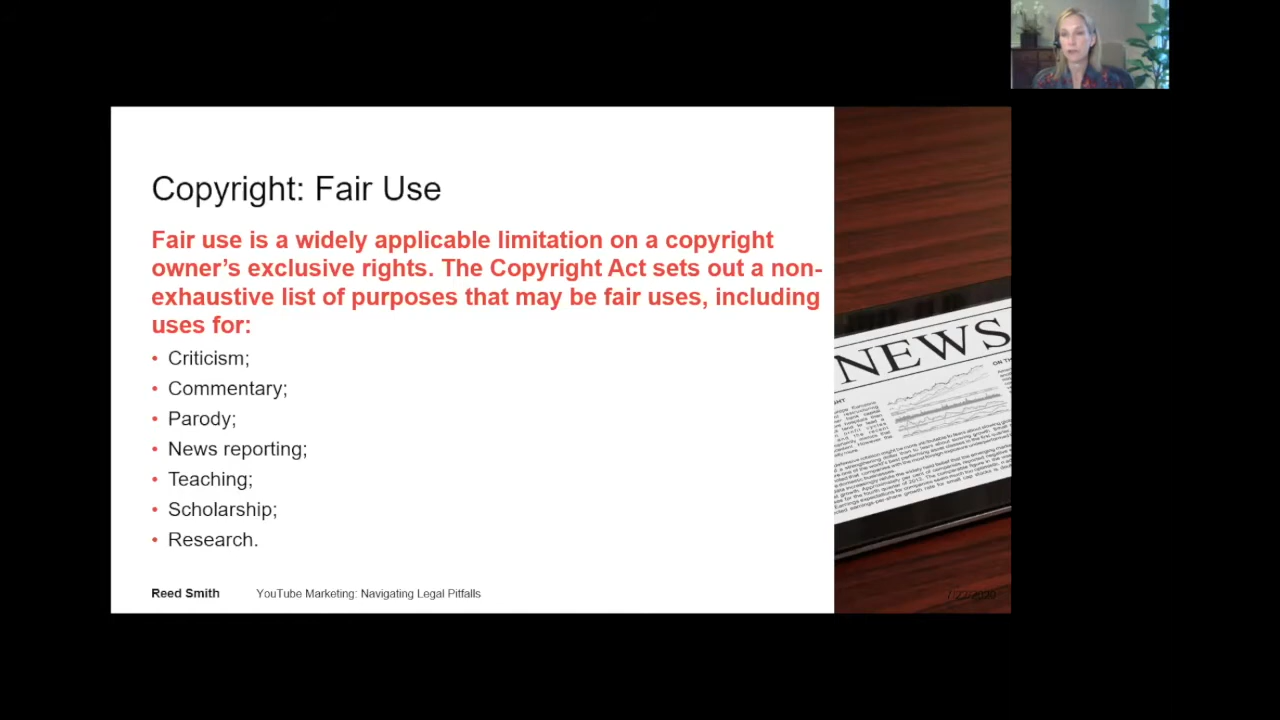 Copyright: Fair Use
Fair use is a widely applicable limitation on a copyright
owner’s exclusive rights. The Copyright Act sets out a non-
exhaustive list of purposes that may be fair uses, including
uses for:
• Criticism;
• Commentary;
• Parody;
• News reporting;
• Teaching;
• Scholarship;
• Research.
Reed Smith YouTube Marketing: Navigating Legal Pitfalls
NEWS